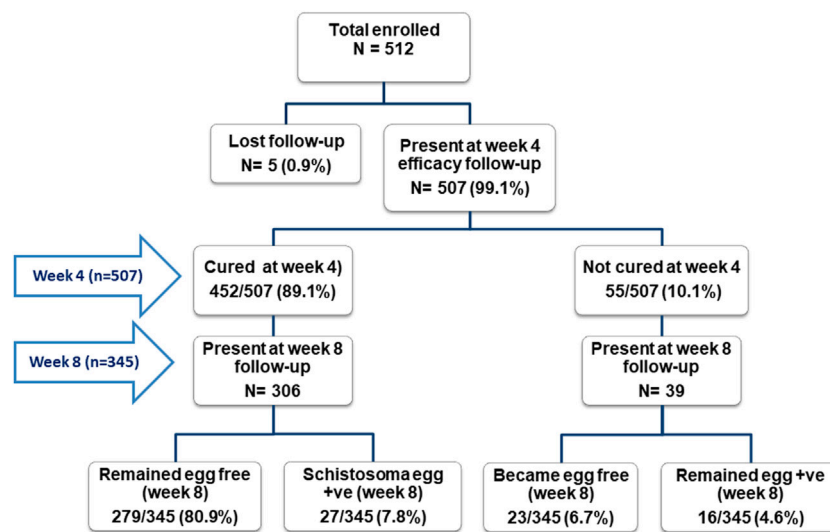 Total enrolled
N = 512
Lost follow-up
N= 5 (0.9%)
Present at week 4
efficacy follow-up
N= 507 (99.1%)
Week 4 (n=507)
Cured at week 4)
452/507 (89.1%)
Not cured at week 4
55/507 (10.1%)
Week 8 (n=345)
Present at week 8
follow-up
N= 306
Present at week 8
follow-up
N= 39
Remained egg free
(week 8)
279/345 (80.9%)
Schistosoma egg
+ve (week 8)
27/345 (7.8%)
Became egg free
(week 8)
23/345 (6.7%)
Remained egg +ve
(week 8)
16/345 (4.6%)